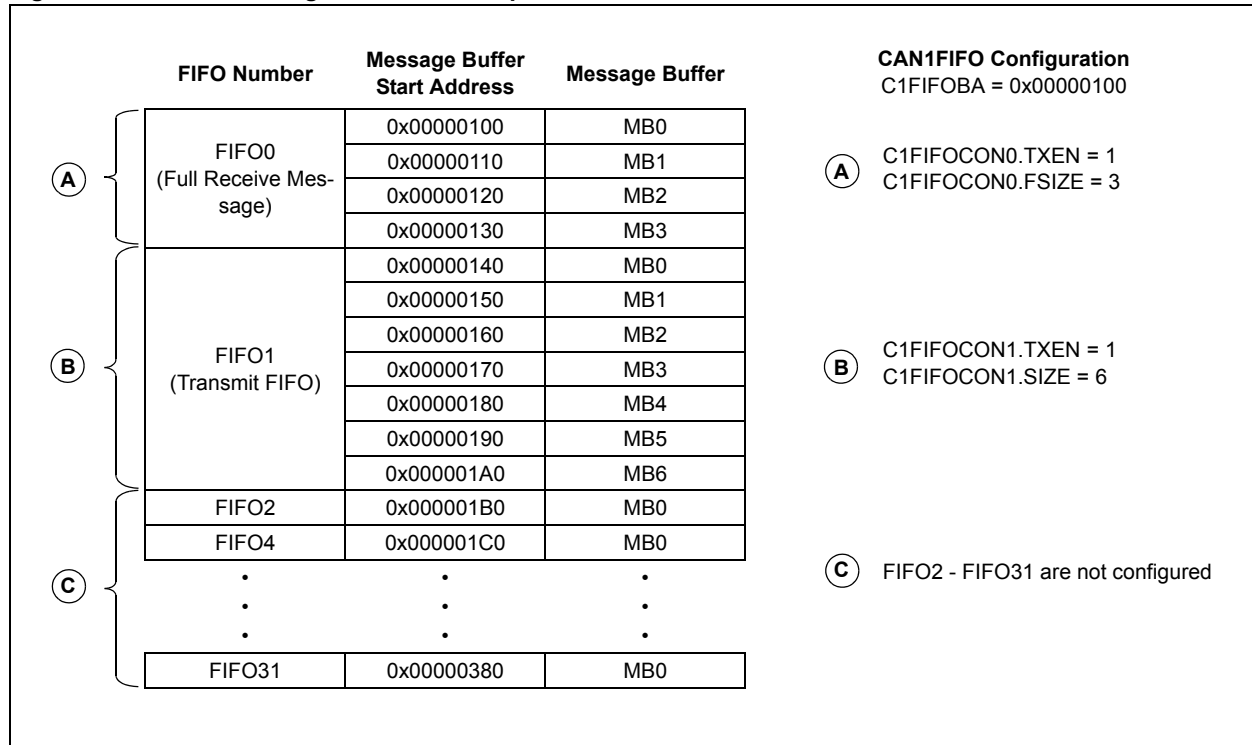 FIFO Number Message Buffer Start Address Message Buffer
CAN1FIFO Configuration
C1FIFOBA = 0x00000100
A
FIFO0
(Full Receive Mes-
sage)
0x00000100 MB0
0x00000110 MB1
0x00000120 MB2
0x00000130 MB3
A
C1FIFOCON0.TXEN = 1
C1FIFOCON0.FSIZE = 3
B
FIFO1
(Transmit FIFO)
0x00000140 MB0
0x00000150 MB1
0x00000160 MB2
0x00000170 MB3
0x00000180 MB4
0x00000190 MB5
0x000001A0 MB6
B
C1FIFOCON1.TXEN = 1
C1FIFOCON1.SIZE = 6
C
FIFO2 0x000001B0 MB0
FIFO4 0x000001C0 MB0
FIFO31 0x00000380 MB0
C
FIFO2 - FIFO31 are not configured